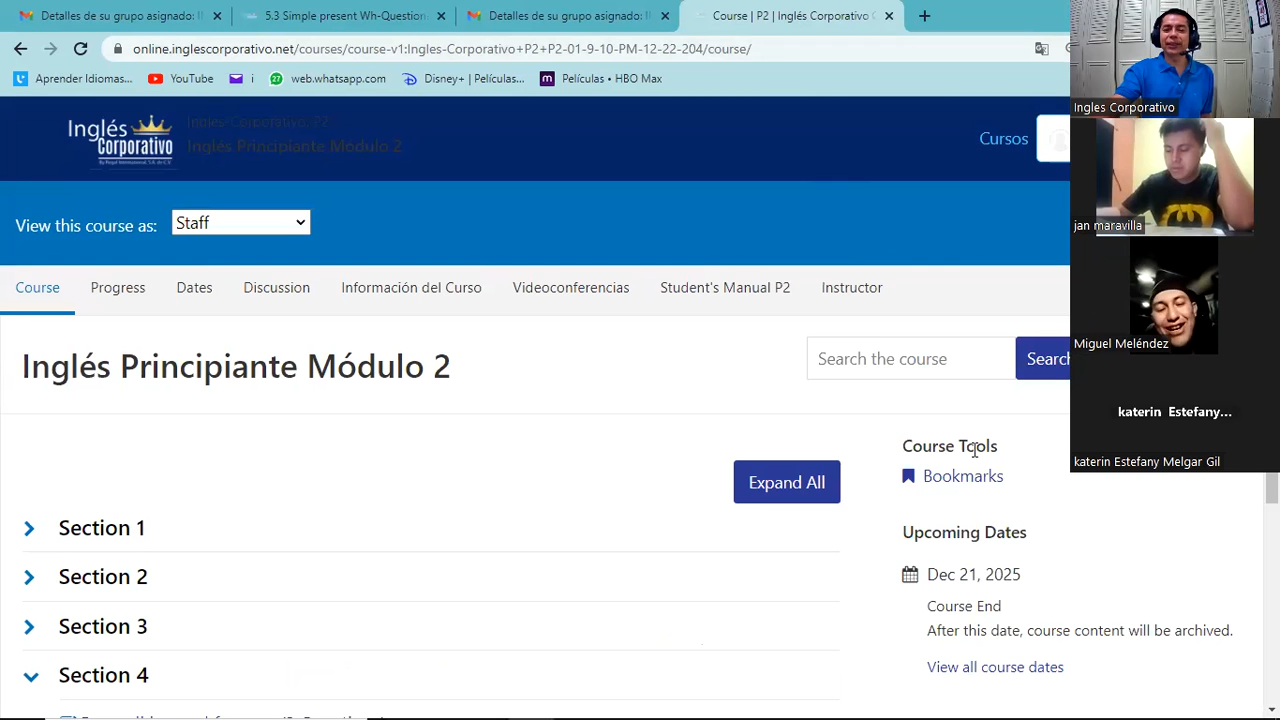 Detalles de su grupo asignado: I
5.3 Simple present Wh-Question
Detalles de su grupo asignado: I
Course | P2 | Inglés Corporativo
online.inglescorporativo.net/courses/course-v1:Ingles-Corporativo+P2+P2-01-9-10-PM-12-22-204/course/
Aprender Idiomas...
YouTube
i
27
web.whatsapp.com
Disney+ | Películas...
Películas • HBO Max
Inglés
Corporativo
Ingles Corporativo, P2
Inglés Principiante Módulo 2
Cursos
View this course as:
Staff
Course
Progress
Dates
Discussion
Información del Curso
Videoconferencias
Student's Manual P2
Instructor
Inglés Principiante Módulo 2
Search the course
Search
Course Tools
Bookmarks
Expand All
Upcoming Dates
Section 1
Dec 21, 2025
Section 2
Course End
Section 3
After this date, course content will be archived.
Section 4
View all course dates
Ingles Corporativo
jan maravilla
Miguel Meléndez
katerin Estefany...
katerin Estefany Melgar Gil